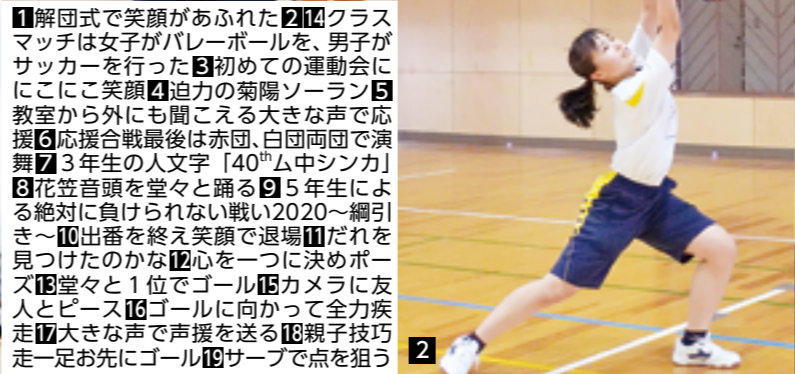 1解団式で笑顔があふれた214クラス
マッチは女子がバレーボールを、男子が
サッカーを行った3初めての運動会に
にこにこ笑顔4迫力の菊陽ソーラン5
教室から外にも聞こえる大きな声で応
援6応援合戦最後は赤団、白団両団で演
舞7３年生の人文字「40thム中シンカ」
8花笠音頭を堂々と踊る9５年生によ
る絶対に負けられない戦い2020～綱引
き～10出番を終え笑顔で退場11だれを
見つけたのかな12心を一つに決めポー
ズ13堂々と１位でゴール15カメラに友
人とピース16ゴールに向かって全力疾
走17大きな声で声援を送る18親子技巧
走一足お先にゴール19サーブで点を狙う
2